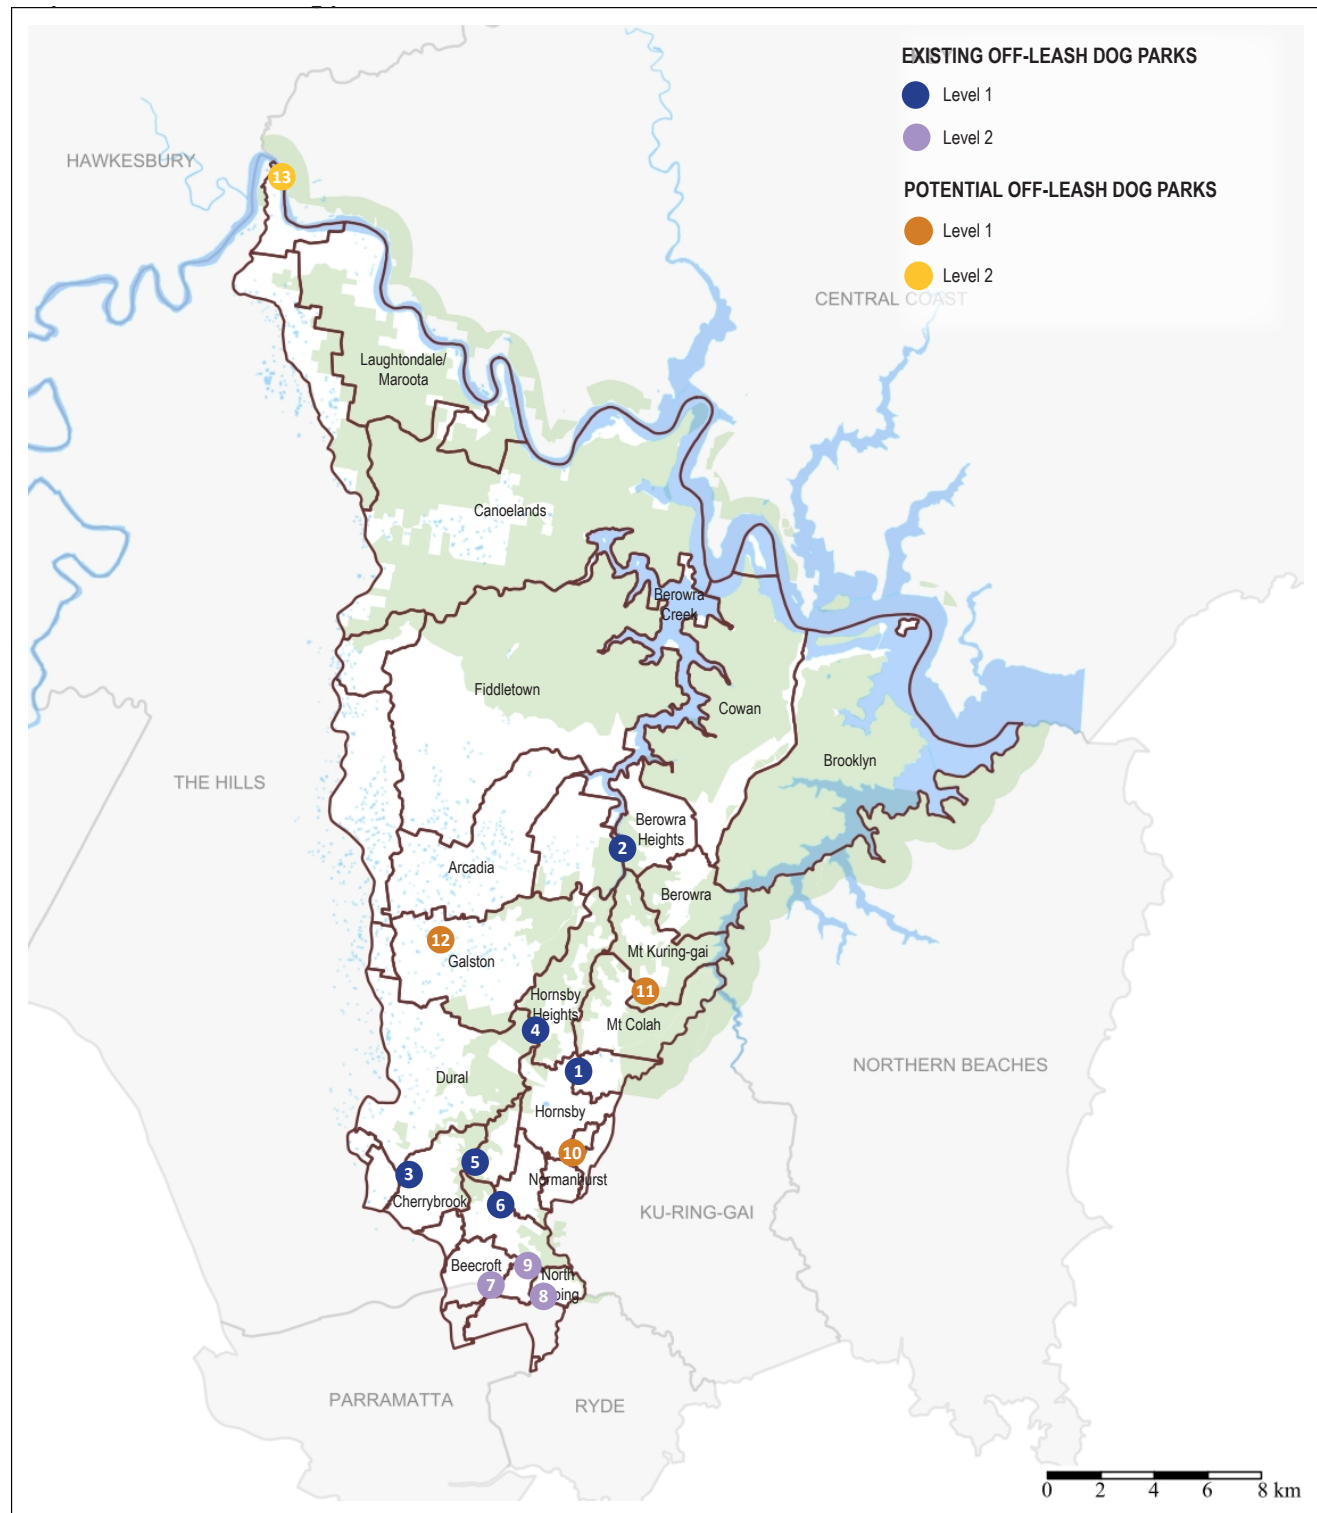 EXISTING OFF-LEASH DOG PARKS
Level 1
Level 2
POTENTIAL OFF-LEASH DOG PARKS
Level 1
Level 2
HAWKESBURY
13
CENTRAL COAST
Laughtondale/
Maroota
Canoelands
Berowra
Creek
Fiddletown
Cowan
Brooklyn
THE HILLS
Berowra
Heights
2
Arcadia
Berowra
12
Galston
Mt Kuring-gai
11
Hornsby
Heights
4
Mt Colah
NORTHERN BEACHES
1
Dural
Hornsby
10
5
3
Normanhurst
Cherrybrook
6
KU-RING-GAI
Beecroft
9
North
7
8
PARRAMATTA
RYDE
0 2 4 6 8 km